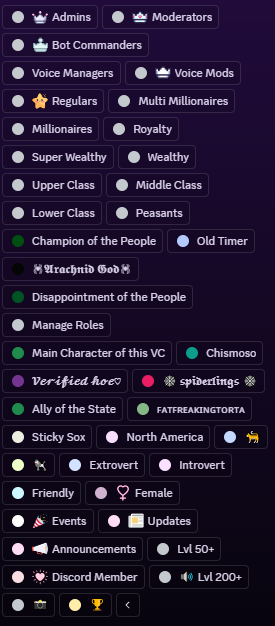 Admins Moderators
Bot Commanders
Voice Managers Voice Mods
Regulars Multi Millionaires
Millionaires Royalty
Super Wealthy Wealthy
Upper Class Middle Class
Lower Class Peasants
Champion of the People Old Timer
𝕬𝖗𝖆𝖈𝖍𝖓𝖎𝖉 𝕲𝖔𝖉
Disappointment of the People
Manage Roles
Main Character of this VC Chismoso
𝓥𝓮𝓻𝓲𝓯𝓲𝓮𝓭 𝓱𝓸𝓮♡ 🕸 𝔰𝔭𝔦𝔡𝔢𝔯𝔩𝔦𝔫𝔤𝔰 🕸
Ally of the State ꜰᴀᴛꜰʀᴇᴀᴋɪɴɢᴛᴏʀᴛᴀ
Sticky Sox North America
Extrovert Introvert
Friendly Female
Events Updates
Announcements Lvl 50+
Discord Member Lvl 200+